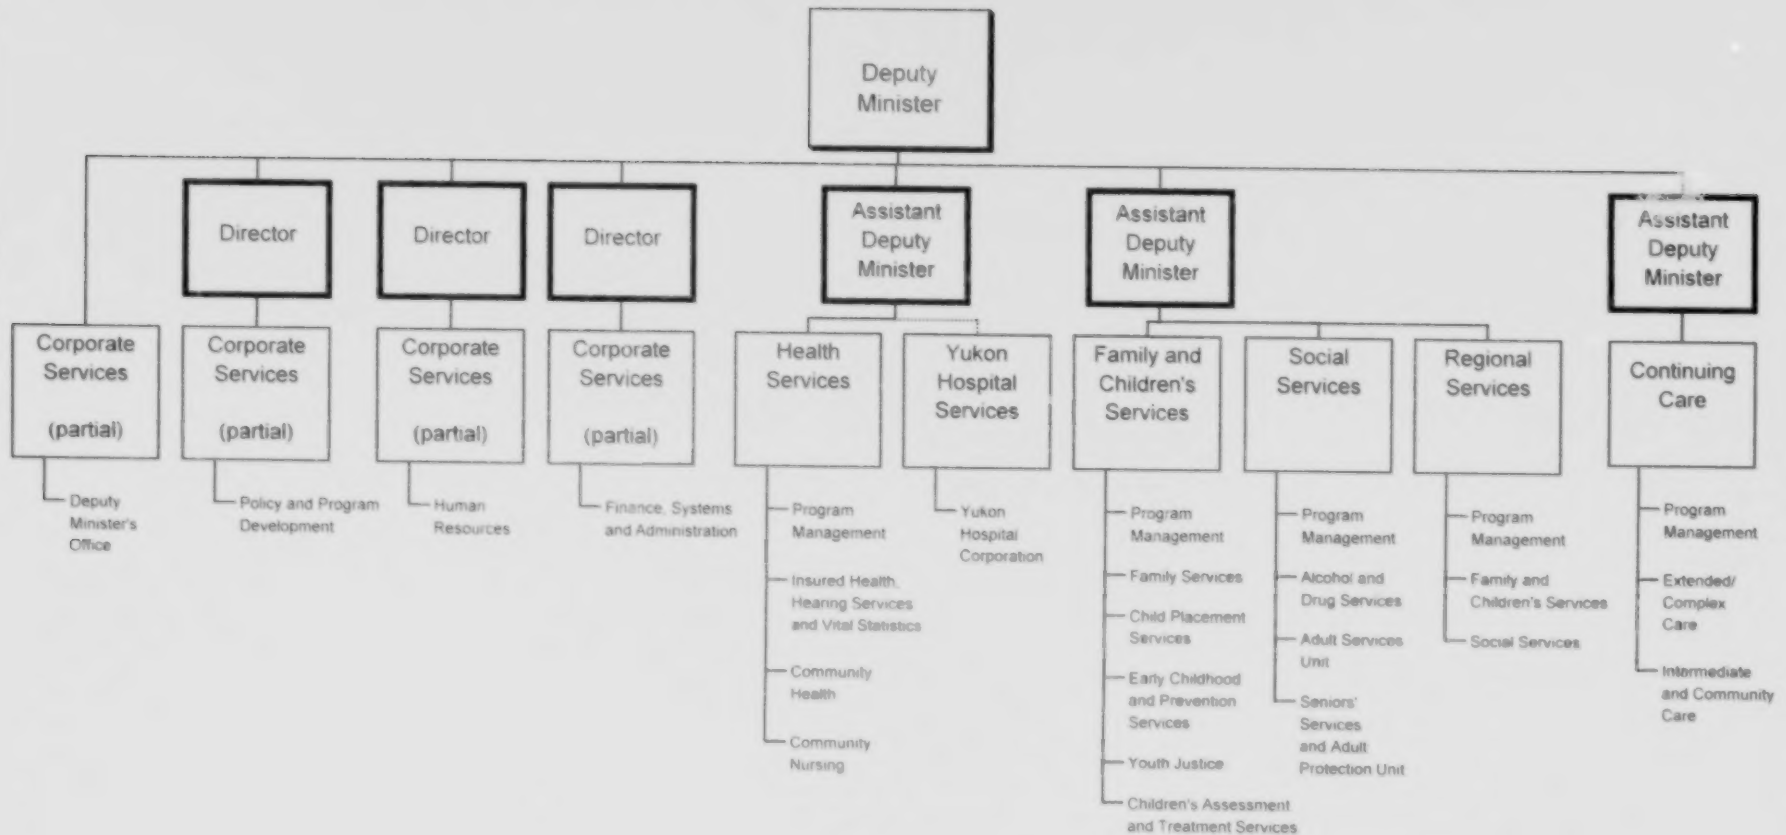 Deputy
Minister
Director
Director
Director
Assistant
Deputy
Minister
Assistant
Deputy
Minister
Assistant
Deputy
Minister
Corporate
Services
(partial)
Corporate
Services
(partial)
Corporate
Services
(partial)
Corporate
Services
(partial)
Health
Services
Yukon
Hospital
Services
Family and
Children's
Services
Social
Services
Regional
Services
Continuing
Care
Deputy
Minister's
Office
Policy and Program
Development
Human
Resources
Finance, Systems
and Administration
Program
Management
Insured Health,
Hearing Services
and Vital Statistics
Community
Health
Community
Nursing
Yukon
Hospital
Corporation
Program
Management
Family Services
Child Placement
Services
Early Childhood
and Prevention
Services
Youth Justice
Children's Assessment
and Treatment Services
Program
Management
Alcohol and
Drug Services
Adult Services
Unit
Seniors'
Services
and Adult
Protection Unit
Program
Management
Family and
Children's Services
Social Services
Program
Management
Extended/
Complex
Care
Intermediate
and Community
Care